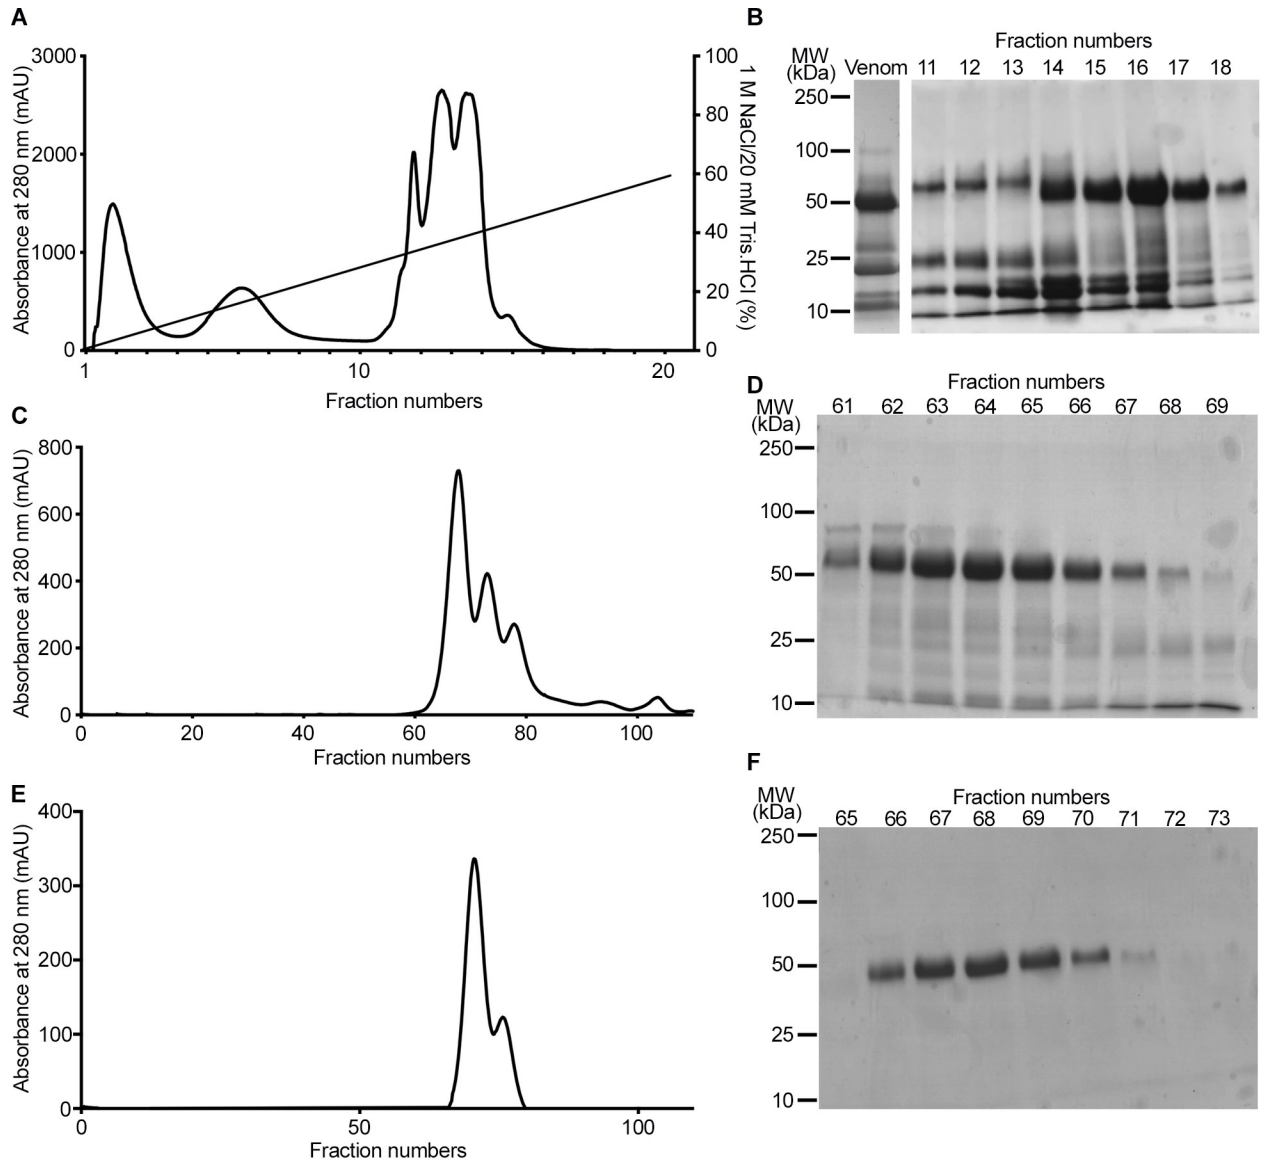 A
Absorbance at 280 nm (mAU)
3000
2000
1000
0
100
80
60
40
20
0
1 M NaCl/20 mM Tris.HCl (%)
1 10 20
Fraction numbers
B
Fraction numbers
MW
(kDa) Venom 11 12 13 14 15 16 17 18
250
100
50
25
10
C
Absorbance at 280 nm (mAU)
800
600
400
200
0
0 20 40 60 80 100
Fraction numbers
D
Fraction numbers
MW
(kDa)
61 62 63 64 65 66 67 68 69
250
100
50
25
10
E
Absorbance at 280 nm (mAU)
400
300
200
100
0
0 50 100
Fraction numbers
F
Fraction numbers
MW
(kDa)
65 66 67 68 69 70 71 72 73
250
100
50
25
10